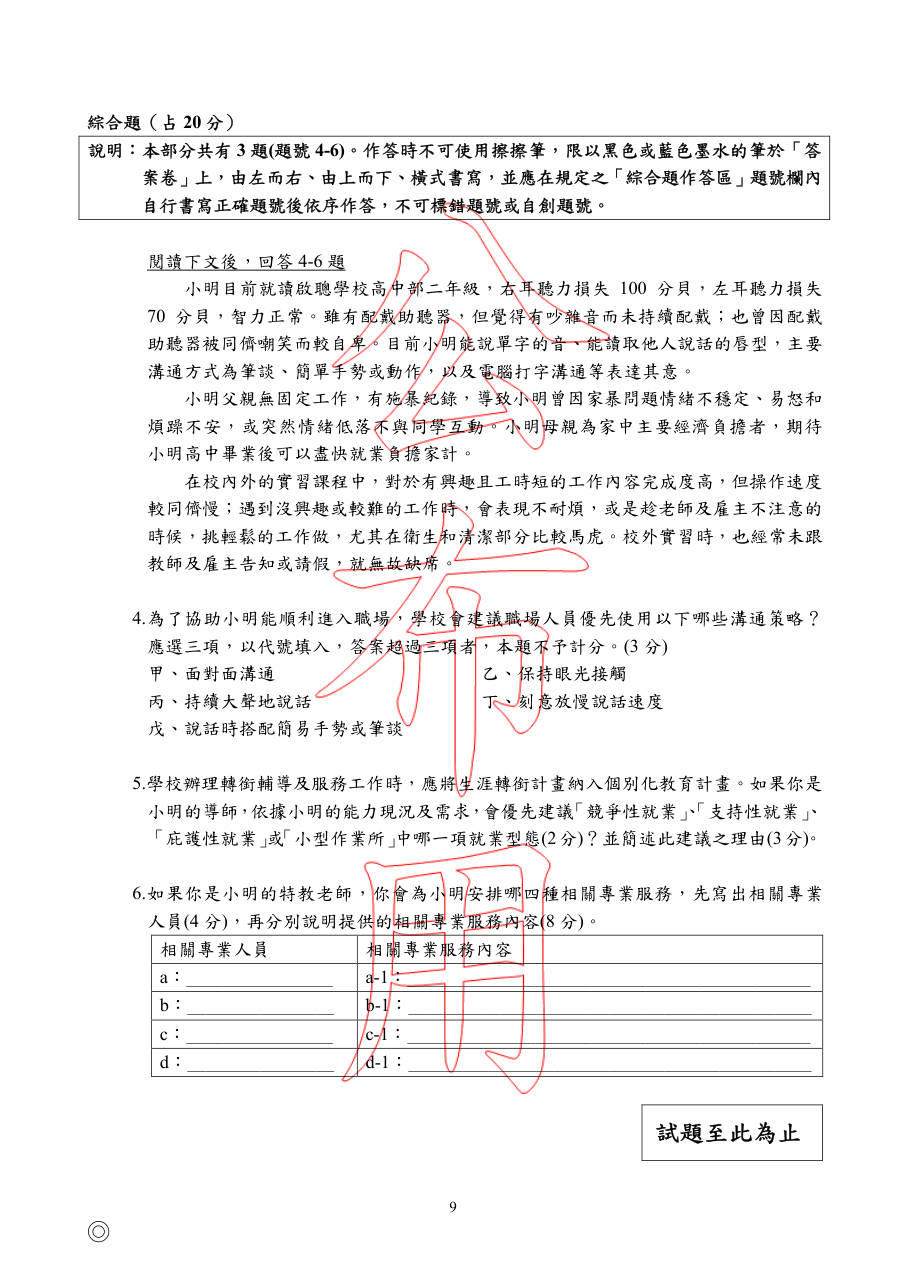 綜合題（占 20 分）
說明：本部分共有 3 題(題號 4-6)。作答時不可使用擦擦筆，限以黑色或藍色墨水的筆於「答
案卷」上，由左而右、由上而下、橫式書寫，並應在規定之「綜合題作答區」題號欄內
自行書寫正確題號後依序作答，不可標錯題號或自創題號。
閱讀下文後，回答 4-6 題
小明目前就讀啟聰學校高中部二年級，右耳聽力損失 100 分貝，左耳聽力損失
70 分貝，智力正常。雖有配戴助聽器，但覺得有吵雜音而未持續配戴；也曾因配戴
助聽器被同儕嘲笑而較自卑。目前小明能說單字的音、能讀取他人說話的唇型，主要
溝通方式為筆談、簡單手勢或動作，以及電腦打字溝通等表達其意。
小明父親無固定工作，有施暴紀錄，導致小明曾因家暴問題情緒不穩定、易怒和
煩躁不安，或突然情緒低落不與同學互動。小明母親為家中主要經濟負擔者，期待
小明高中畢業後可以盡快就業負擔家計。
在校內外的實習課程中，對於有興趣且工時短的工作內容完成度高，但操作速度
較同儕慢；遇到沒興趣或較難的工作時，會表現不耐煩，或是趁老師及雇主不注意的
時候，挑輕鬆的工作做，尤其在衛生和清潔部分比較馬虎。校外實習時，也經常未跟
教師及雇主告知或請假，就無故缺席。
4.為了協助小明能順利進入職場，學校會建議職場人員優先使用以下哪些溝通策略？
應選三項，以代號填入，答案超過三項者，本題不予計分。(3 分)
甲、面對面溝通 乙、保持眼光接觸
丙、持續大聲地說話 丁、刻意放慢說話速度
戊、說話時搭配簡易手勢或筆談
5.學校辦理轉銜輔導及服務工作時，應將生涯轉銜計畫納入個別化教育計畫。如果你是
小明的導師，依據小明的能力現況及需求，會優先建議「競爭性就業」、「支持性就業」、
「庇護性就業」或「小型作業所」中哪一項就業型態(2 分)？並簡述此建議之理由(3 分)。
6.如果你是小明的特教老師，你會為小明安排哪四種相關專業服務，先寫出相關專業
人員(4 分)，再分別說明提供的相關專業服務內容(8 分)。
相關專業人員 相關專業服務內容
a：________________ a-1：____________________________________________
b：________________ b-1：____________________________________________
c：________________ c-1：____________________________________________
d：________________ d-1：____________________________________________
試題至此為止
9
公布用